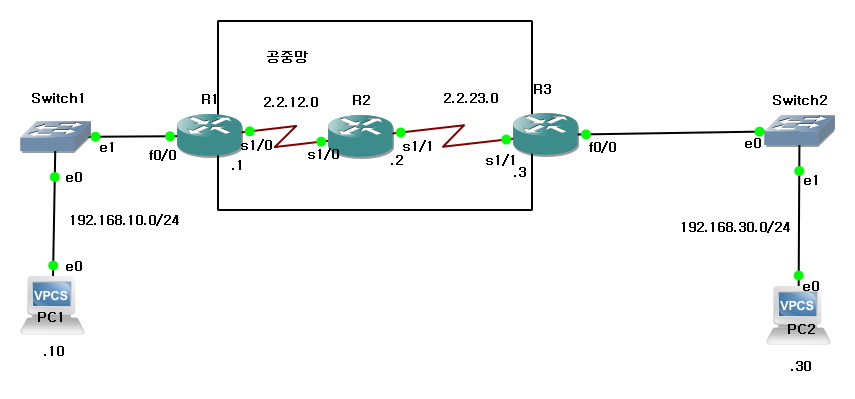 공중망
R3
Switch1
R1
2.2.12.0
R2
2.2.23.0
Switch2
e1
f0/0
s1/0
.1
s1/0
s1/1
.2
s1/1
.3
f0/0
e0
e0
e1
192.168.10.0/24
192.168.30.0/24
e0
e0
VPCS
PC1
VPCS
PC2
.10
.30